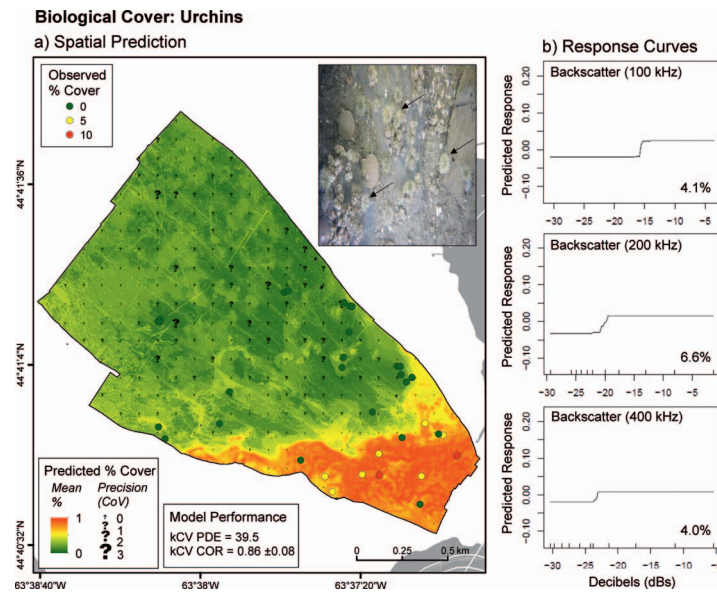 Biological Cover: Urchins
a) Spatial Prediction
Observed
% Cover
0
5
10
44°41'36"
44°41'4"
44°40'32"
Predicted % Cover
Mean
%
1
0
Precision
(CoV)
? 0
? 1
? 2
? 3
Model Performance
kCV PDE = 39.5
kCV COR = 0.86 ±0.08
0 0.25 0.5 km
63°38'40"W 63°38'W 63°37'20"W
b) Response Curves
Backscatter (100 kHz)
Predicted Response
0.20
0.10
0.00
-0.10
4.1%
-30 -25 -20 -15 -10 -5
Backscatter (200 kHz)
Predicted Response
0.20
0.10
0.00
-0.10
6.6%
-30 -25 -20 -15 -10 -5
Backscatter (400 kHz)
Predicted Response
0.20
0.10
0.00
-0.10
4.0%
-30 -25 -20 -15 -10 -5
Decibels (dBs)